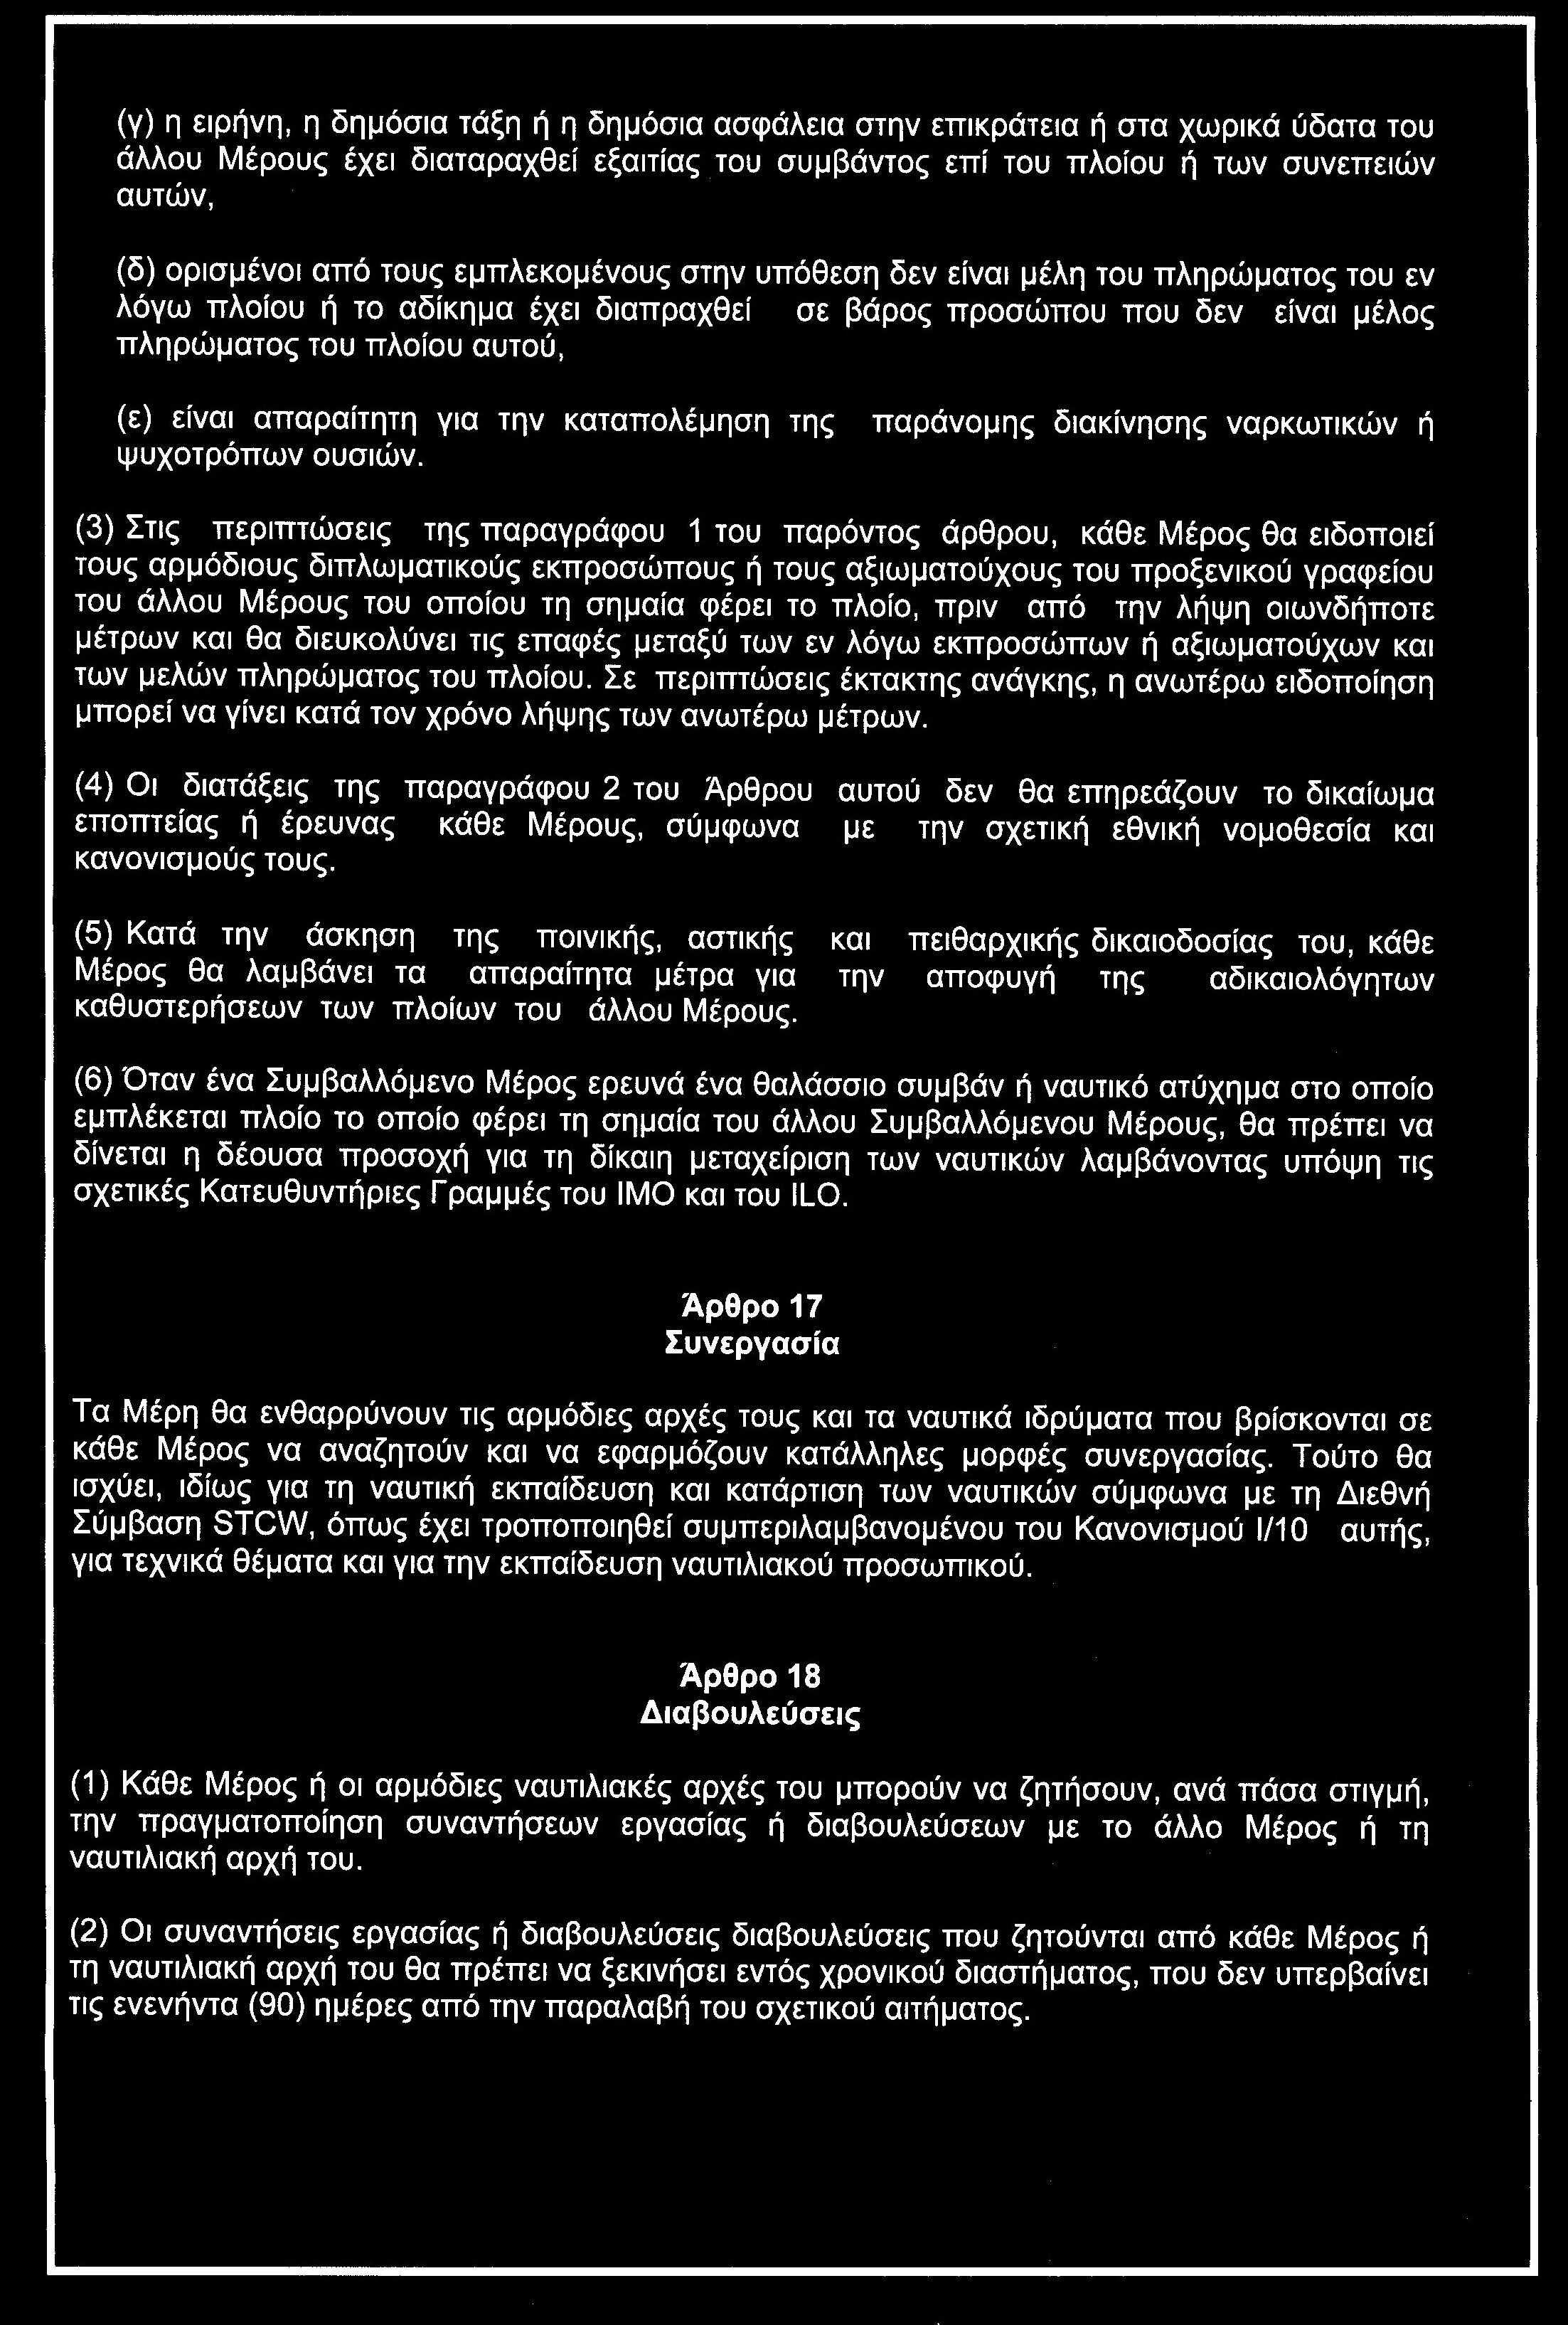 (γ) η ειρήνη, η δημόσια τάξη ή η δημόσια ασφάλεια στην επικράτεια ή στα χωρικά ύδατα του
άλλου Μέρους έχει διαταραχθεί εξαιτίας του συμβάντος επί του πλοίου ή των συνεπειών
αυτών,
(δ) ορισμένοι από τους εμπλεκομένους στην υπόθεση δεν είναι μέλη του πληρώματος του εν
λόγω πλοίου ή το αδίκημα έχει διαπραχθεί σε βάρος προσώπου που δεν είναι μέλος
πληρώματος του πλοίου αυτού,
(ε) είναι απαραίτητη για την καταπολέμηση της παράνομης διακίνησης ναρκωτικών ή
ψυχοτρόπων ουσιών.
(3) Στις περιπτώσεις της παραγράφου 1 του παρόντος άρθρου, κάθε Μέρος θα ειδοποιεί
τους αρμόδιους διπλωματικούς εκπροσώπους ή τους αξιωματούχους του προξενικού γραφείου
του άλλου Μέρους του οποίου τη σημαία φέρει το πλοίο, πριν από την λήψη οιωνδήποτε
μέτρων και θα διευκολύνει τις επαφές μεταξύ των εν λόγω εκπροσώπων ή αξιωματούχων και
των μελών πληρώματος του πλοίου. Σε περιπτώσεις έκτακτης ανάγκης, η ανωτέρω ειδοποίηση
μπορεί να γίνει κατά τον χρόνο λήψης των ανωτέρω μέτρων.
(4) Οι διατάξεις της παραγράφου 2 του Άρθρου αυτού δεν θα επηρεάζουν το δικαίωμα
εποπτείας ή έρευνας κάθε Μέρους, σύμφωνα με την σχετική εθνική νομοθεσία και
κανονισμούς τους.
(5) Κατά την άσκηση της ποινικής, αστικής και πειθαρχικής δικαιοδοσίας του, κάθε
Μέρος θα λαμβάνει τα απαραίτητα μέτρα για την αποφυγή της αδικαιολόγητων
καθυστερήσεων των πλοίων του άλλου Μέρους.
(6) Όταν ένα Συμβαλλόμενο Μέρος ερευνά ένα θαλάσσιο συμβάν ή ναυτικό ατύχημα στο οποίο
εμπλέκεται πλοίο το οποίο φέρει τη σημαία του άλλου Συμβαλλόμενου Μέρους, θα πρέπει να
δίνεται η δέουσα προσοχή για τη δίκαιη μεταχείριση των ναυτικών λαμβάνοντας υπόψη τις
σχετικές Κατευθυντήριες Γραμμές του ΙΜΟ και του ILO.
Άρθρο 17
Συνεργασία
Τα Μέρη θα ενθαρρύνουν τις αρμόδιες αρχές τους και τα ναυτικά ιδρύματα που βρίσκονται σε
κάθε Μέρος να αναζητούν και να εφαρμόζουν κατάλληλες μορφές συνεργασίας. Τούτο θα
ισχύει, ιδίως για τη ναυτική εκπαίδευση και κατάρτιση των ναυτικών σύμφωνα με τη Διεθνή
Σύμβαση STCW, όπως έχει τροποποιηθεί συμπεριλαμβανομένου του Κανονισμού Ι/10 αυτής,
για τεχνικά θέματα και για την εκπαίδευση ναυτιλιακού προσωπικού.
Άρθρο 18
Διαβουλεύσεις
(1) Κάθε Μέρος ή οι αρμόδιες ναυτιλιακές αρχές του μπορούν να ζητήσουν, ανά πάσα στιγμή,
την πραγματοποίηση συναντήσεων εργασίας ή διαβουλεύσεων με το άλλο Μέρος ή τη
ναυτιλιακή αρχή του.
(2) Οι συναντήσεις εργασίας ή διαβουλεύσεις διαβουλεύσεις που ζητούνται από κάθε Μέρος ή
τη ναυτιλιακή αρχή του θα πρέπει να ξεκινήσει εντός χρονικού διαστήματος, που δεν υπερβαίνει
τις ενενήντα (90) ημέρες από την παραλαβή του σχετικού αιτήματος.